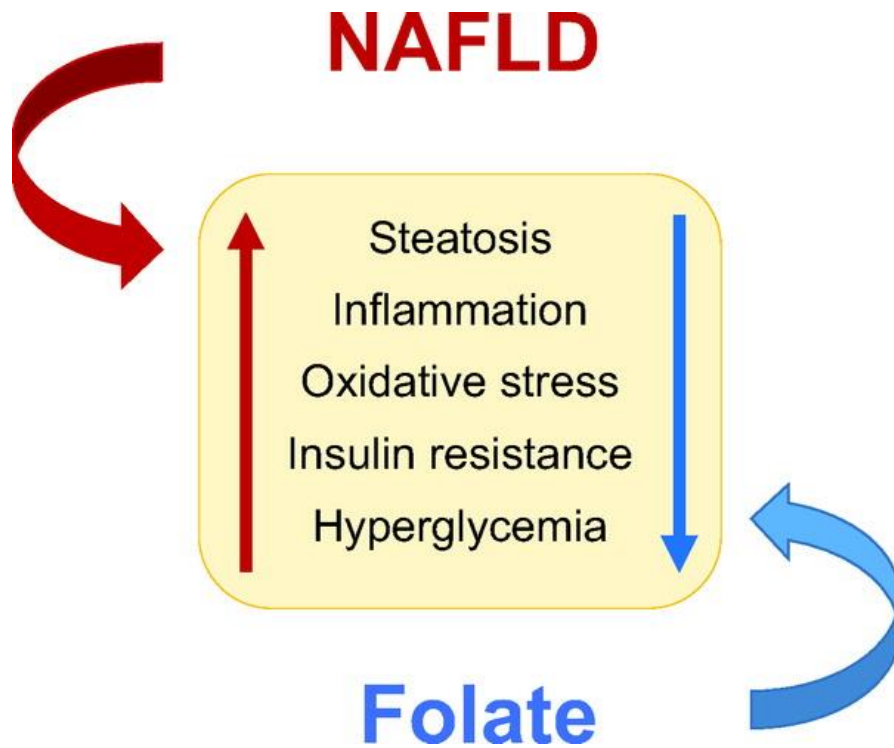 NAFLD
Steatosis
Inflammation
Oxidative stress
Insulin resistance
Hyperglycemia
Folate